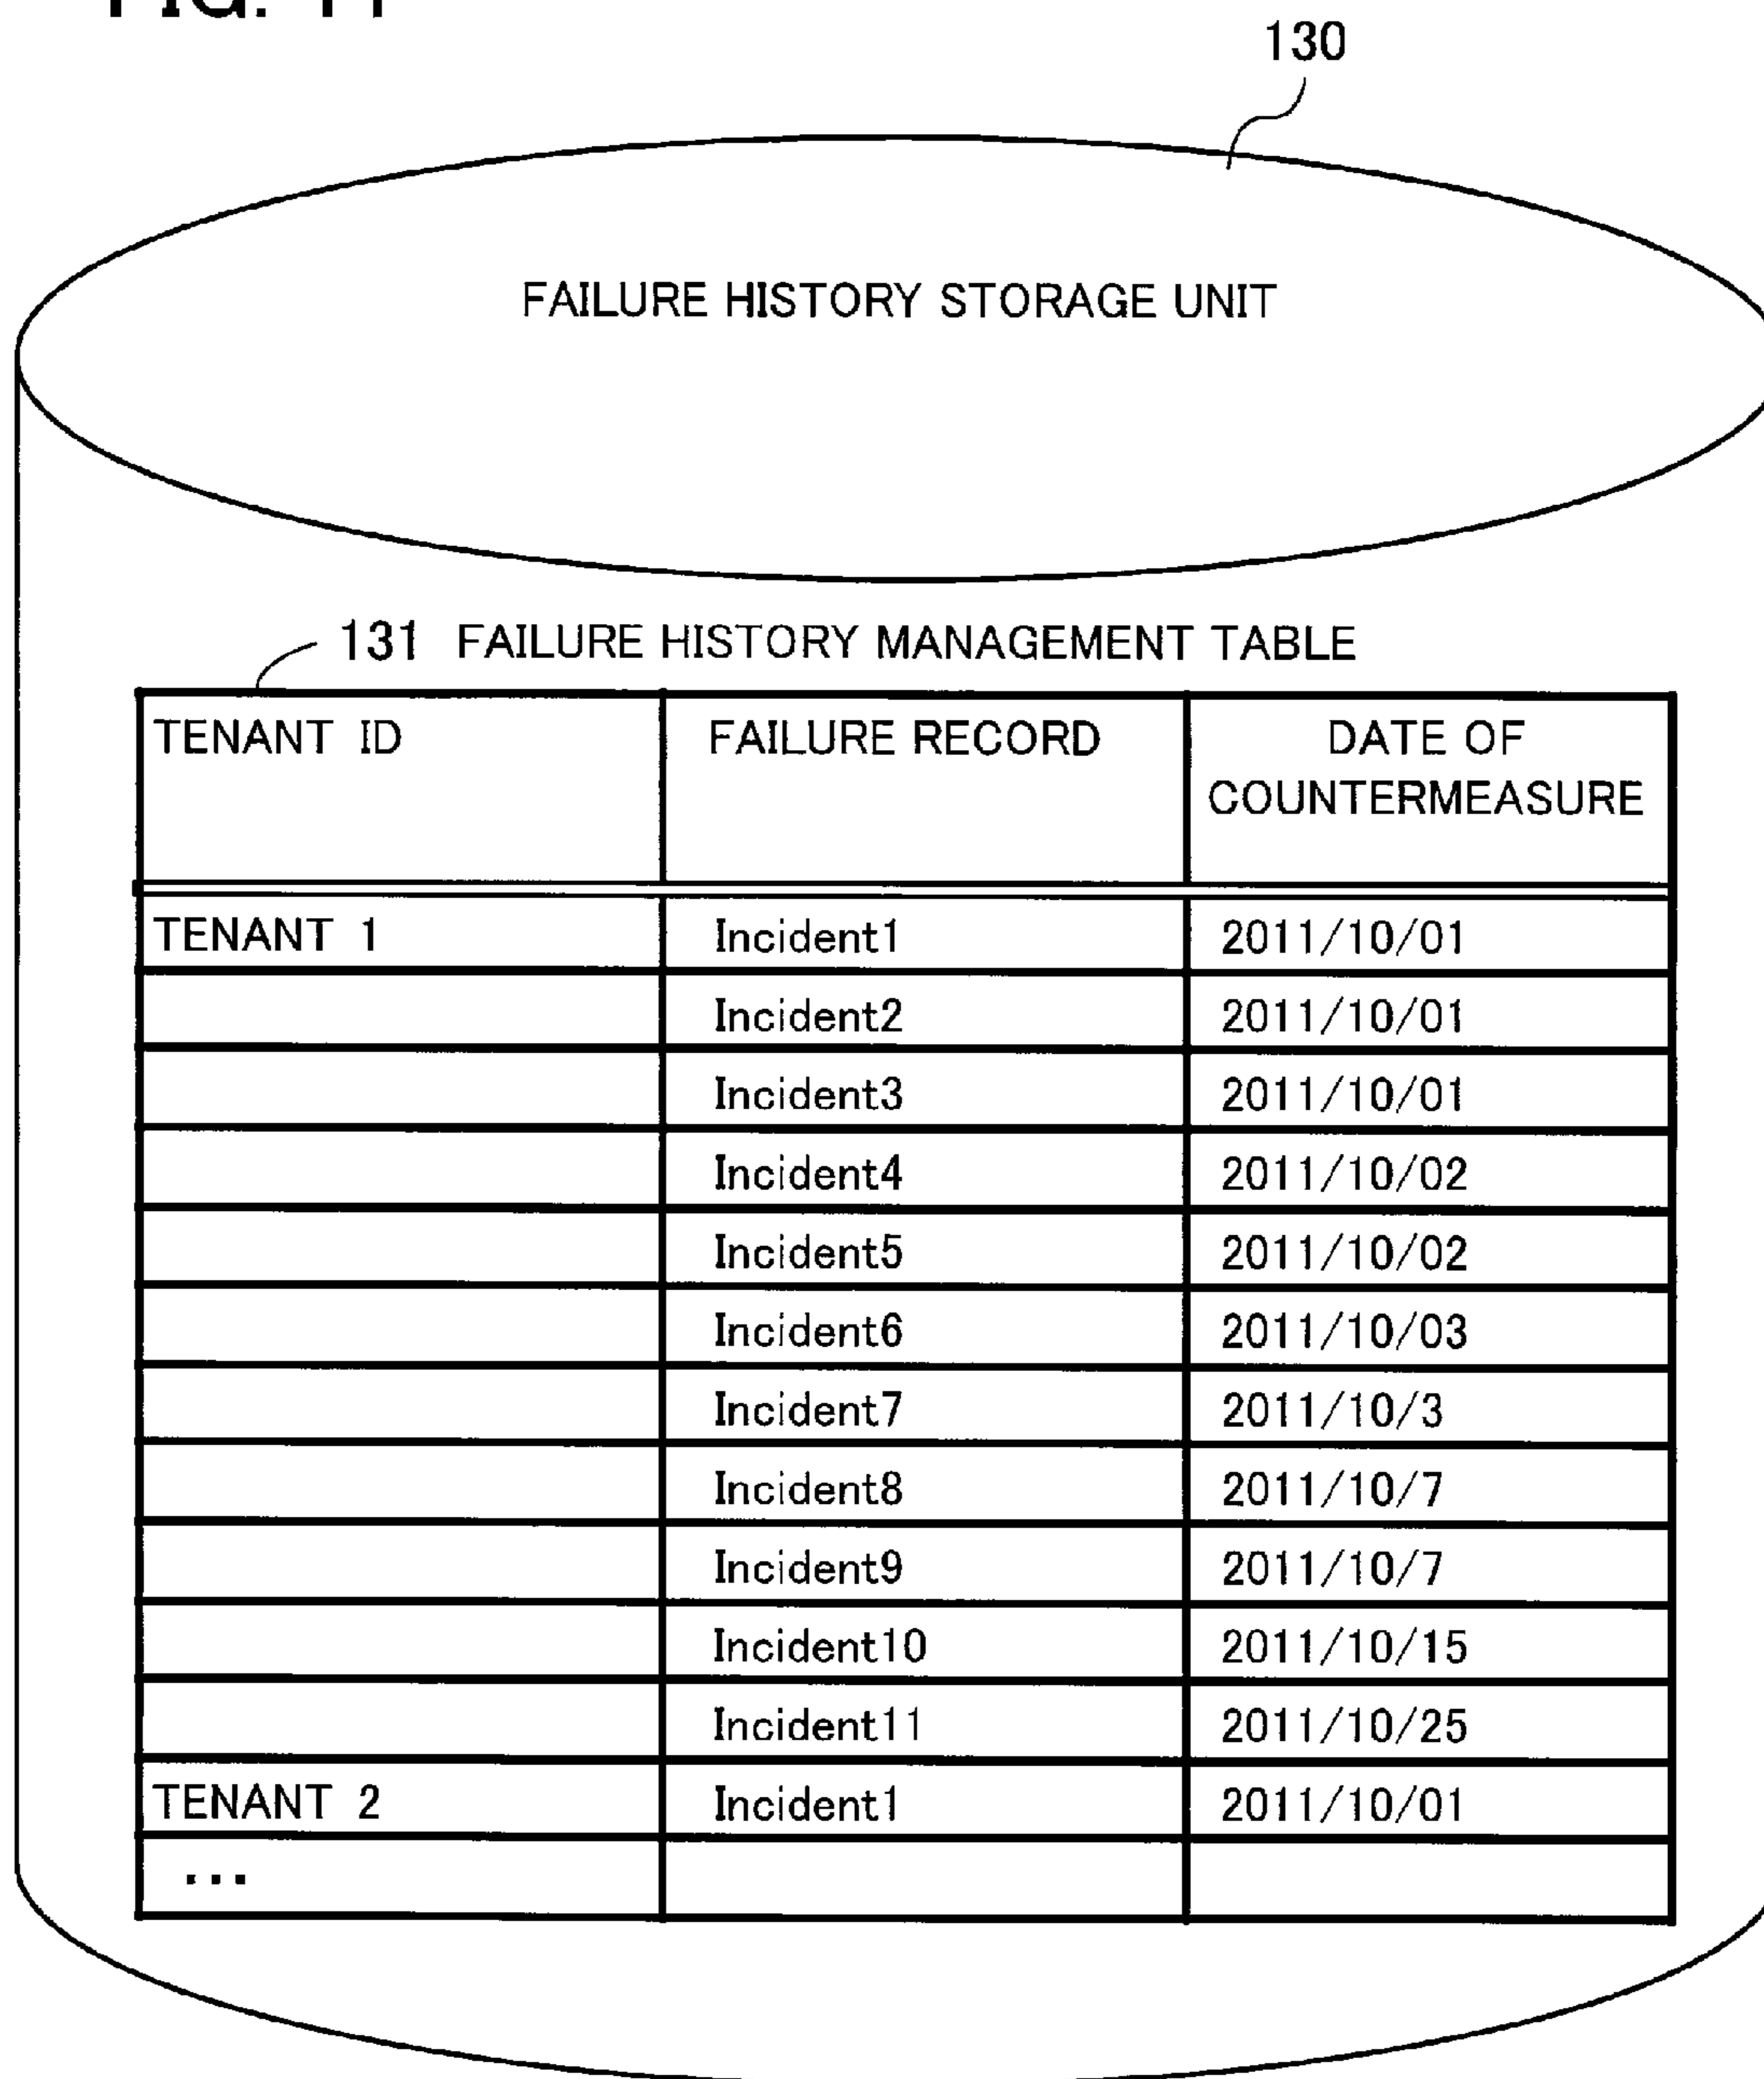 130
FAILURE HISTORY STORAGE UNIT
131 FAILURE HISTORY MANAGEMENT TABLE
TENANT ID FAILURE RECORD DATE OF
COUNTERMEASURE
TENANT 1 Incident1 2011/10/01
Incident2 2011/10/01
Incident3 2011/10/01
Incident4 2011/10/02
Incident5 2011/10/02
Incident6 2011/10/03
Incident7 2011/10/3
Incident8 2011/10/7
Incident9 2011/10/7
Incident10 2011/10/15
Incident11 2011/10/25
TENANT 2 Incident1 2011/10/01
...